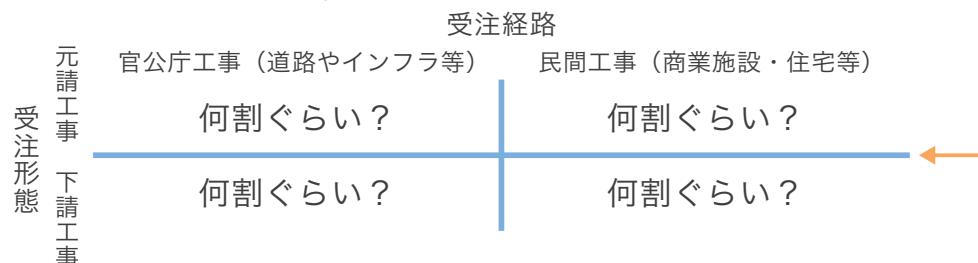 受注経路
官公庁工事（道路やインフラ等）
民間工事（商業施設・住宅等）
受注形態
元請工事
何割ぐらい？
何割ぐらい？
下請工事
何割ぐらい？
何割ぐらい？